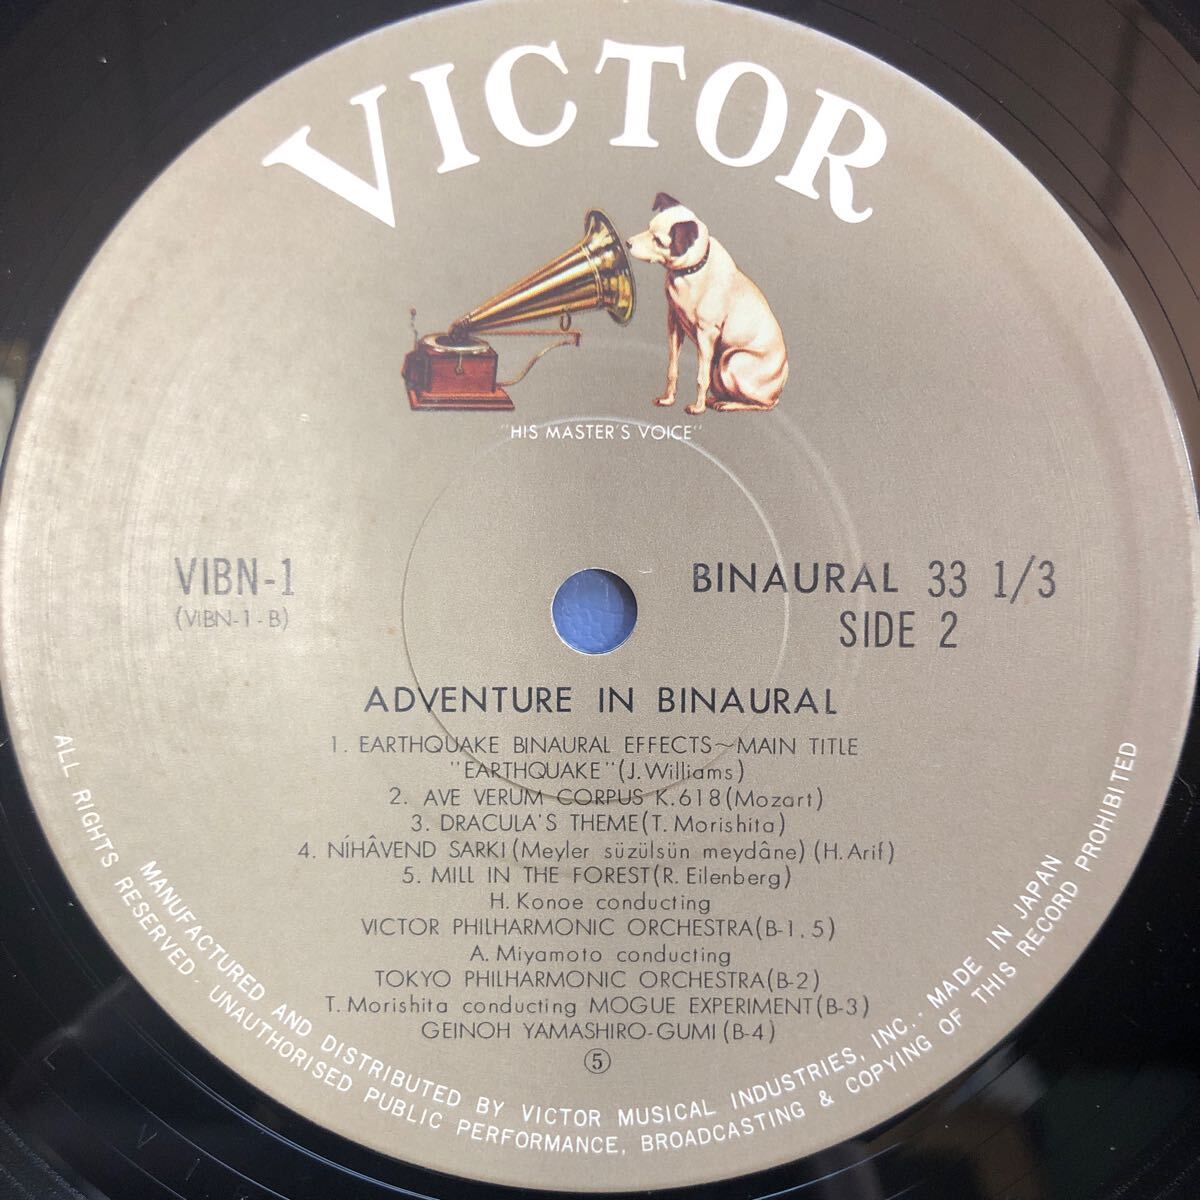 VICTOR
"HIS MASTER'S VOICE"
VIBN-1
(VIBN-1-B)
BINAURAL 33 1/3
SIDE 2
ADVENTURE IN BINAURAL
1. EARTHQUAKE BINAURAL EFFECTS～MAIN TITLE
"EARTHQUAKE"(J. Williams)
2. AVE VERUM CORPUS K.618(Mozart)
3. DRACULA'S THEME(T. Morishita)
4. NÍHÂVEND SARKI(Meyler süzülsün meydâne)(H. Arif)
5. MILL IN THE FOREST(R. Eilenberg)
H. Konoe conducting
VICTOR PHILHARMONIC ORCHESTRA(B-1, 5)
A. Miyamoto conducting
TOKYO PHILHARMONIC ORCHESTRA(B-2)
T. Morishita conducting MOGUE EXPERIMENT(B-3)
GEINOH YAMASHIRO-GUMI(B-4)
⑤
MANUFACTURED AND DISTRIBUTED BY VICTOR MUSICAL INDUSTRIES, INC.· MADE IN JAPAN
ALL RIGHTS RESERVED · UNAUTHORISED PUBLIC PERFORMANCE, BROADCASTING & COPYING OF THIS RECORD PROHIBITED